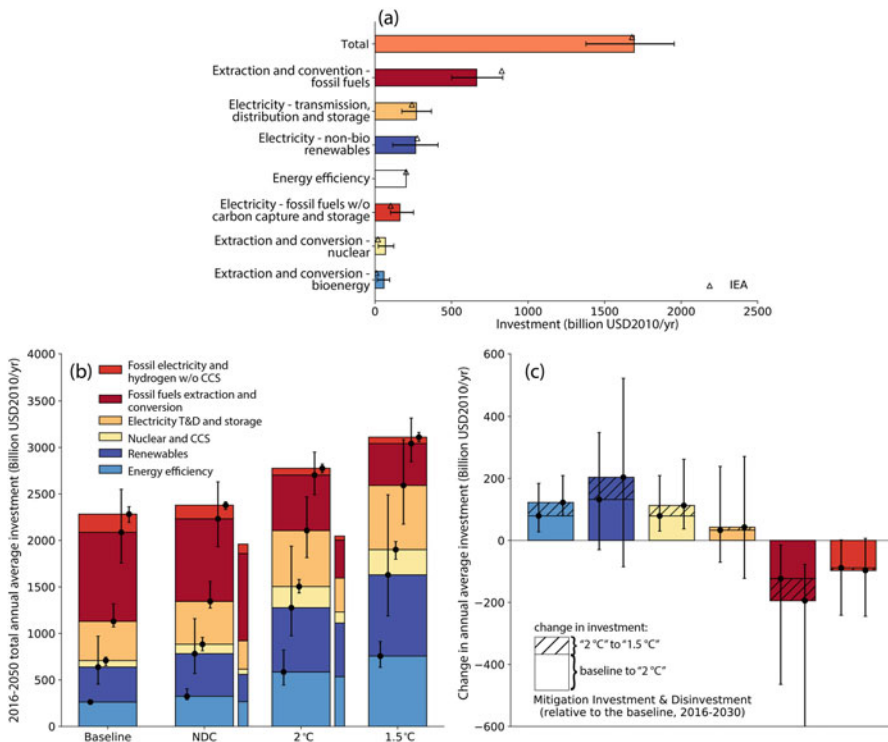 (a)
Total
Extraction and convention -
fossil fuels
Electricity - transmission,
distribution and storage
Electricity - non-bio
renewables
Energy efficiency
Electricity - fossil fuels w/o
carbon capture and storage
Extraction and conversion -
nuclear
Extraction and conversion -
bioenergy
IEA
0 500 1000 1500 2000 2500
Investment (billion USD2010/yr)
(b)
2016-2050 total annual average investment (Billion USD2010/yr)
4000
3500
3000
2500
2000
1500
1000
500
0
Fossil electricity and
hydrogen w/o CCS
Fossil fuels extraction and
conversion
Electricity T&D and storage
Nuclear and CCS
Renewables
Energy efficiency
Baseline NDC 2°C 1.5°C
(c)
Change in annual average investment (Billion USD2010/yr)
600
400
200
0
−200
−400
−600
change in investment:
"2 °C" to "1.5 °C"
baseline to "2°C"
Mitigation Investment & Disinvestment
(relative to the baseline, 2016-2030)